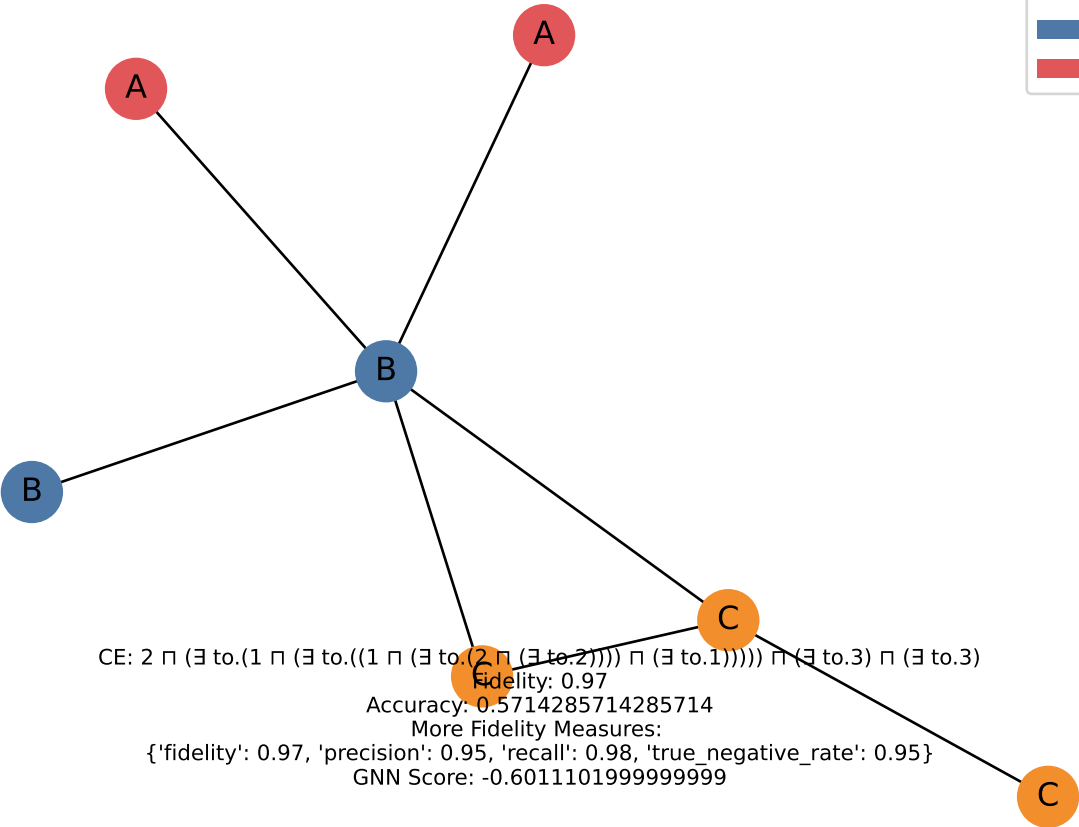 A
A
B
B
C
CE: 2 ⊓ (∃ to.(1 ⊓ (∃ to.((1 ⊓ (∃ to.(2 ⊓ (∃ to.2)))) ⊓ (∃ to.1))))) ⊓ (∃ to.3) ⊓ (∃ to.3)
C
Fidelity: 0.97
Accuracy: 0.5714285714285714
More Fidelity Measures:
{'fidelity': 0.97, 'precision': 0.95, 'recall': 0.98, 'true_negative_rate': 0.95}
GNN Score: -0.6011101999999999
C